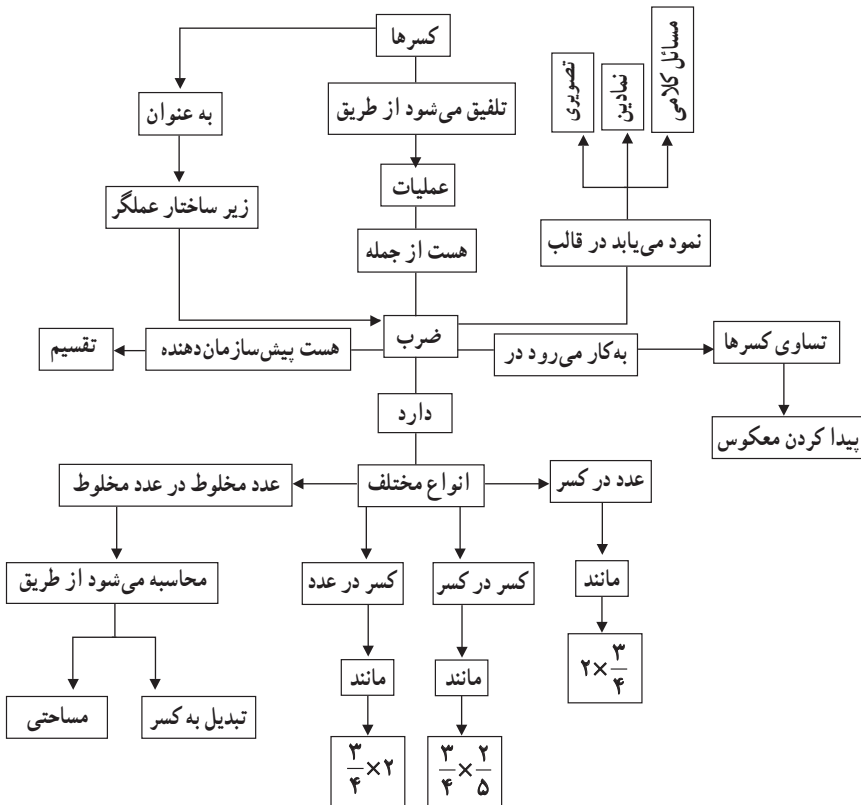 کسرها
به عنوان
تلفیق می‌شود از طریق
مسائل کلامی
نمادین
تصویری
زیر ساختار عملگر
عملیات
نمود می‌یابد در قالب
هست از جمله
ضرب
تساوی کسرها
به‌کار می‌رود در
هست پیش‌سازمان‌دهنده
تقسیم
دارد
پیدا کردن معکوس
عدد در کسر
انواع مختلف
عدد مخلوط در عدد مخلوط
مانند
کسر در کسر
کسر در عدد
محاسبه می‌شود از طریق
۲×۳/۴
مانند
مانند
تبدیل به کسر
مساحتی
۳/۴×۲/۵
۳/۴×۲